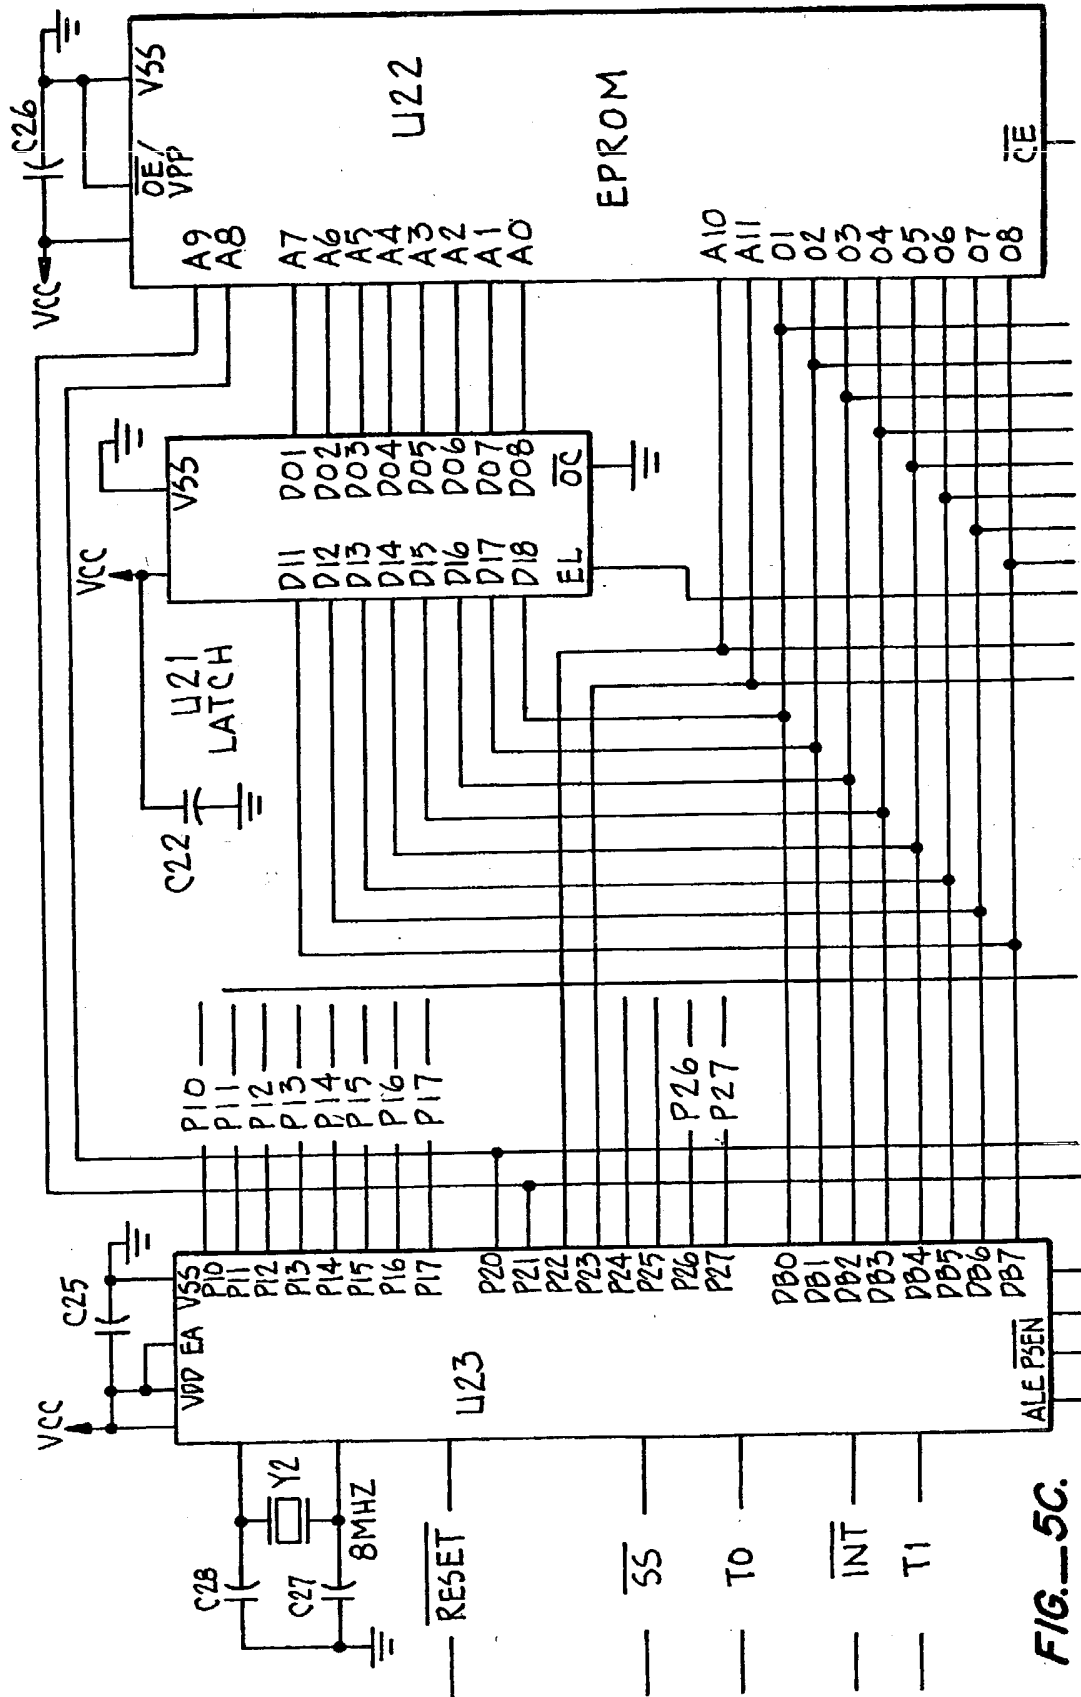 VCC
C26
VSS
OE/
VPP
U22
EPROM
CE
A9
A8
A7
A6
A5
A4
A3
A2
A1
A0
A10
A11
O1
O2
O3
O4
O5
O6
O7
O8
VSS
DO1
DO2
DO3
DO4
DO5
DO6
DO7
DO8
OC
VCC
DI1
DI2
DI3
DI4
DI5
DI6
DI7
DI8
EL
U21
LATCH
C22
P10
P11
P12
P13
P14
P15
P16
P17
P26
P27
C25
VCC
VDD
EA
VSS
P10
P11
P12
P13
P14
P15
P16
P17
P20
P21
P22
P23
P24
P25
P26
P27
DB0
DB1
DB2
DB3
DB4
DB5
DB6
DB7
U23
ALE
PSEN
C28
C27
Y2
8MHZ
RESET
SS
T0
INT
T1
FIG._5C.